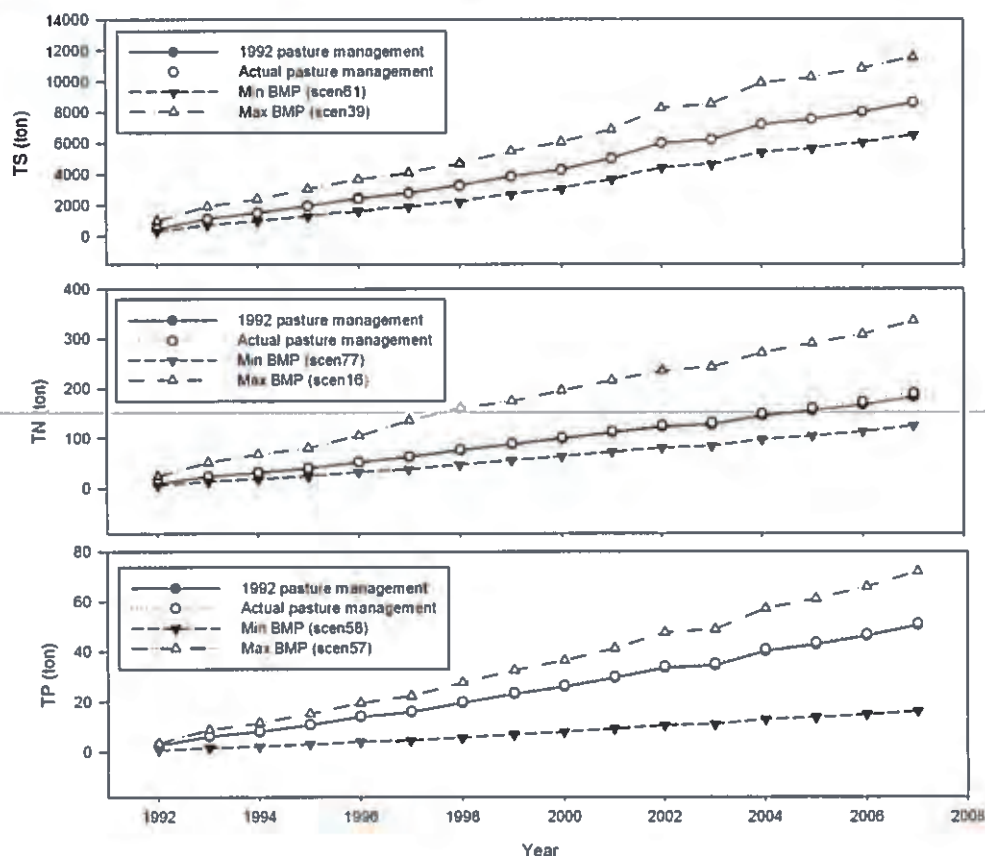 14000
12000
10000
8000
6000
4000
2000
0
TS (ton)
1992 pasture management
Actual pasture management
Min BMP (scen61)
Max BMP (scen39)
400
300
200
100
0
TN (ton)
1992 pasture management
Actual pasture management
Min BMP (scen77)
Max BMP (scen16)
80
60
40
20
0
TP (ton)
1992 pasture management
Actual pasture management
Min BMP (scen58)
Max BMP (scen57)
1992 1994 1996 1998 2000 2002 2004 2006 2008
Year